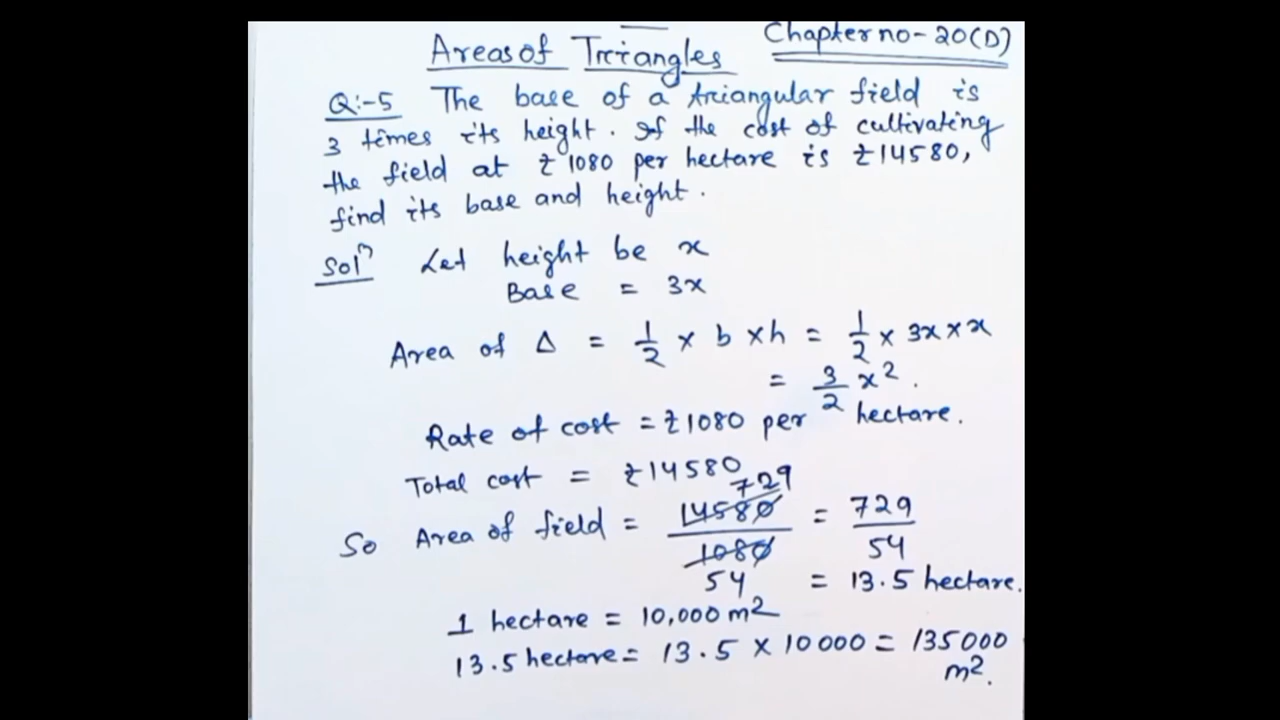 Areas of Triangles
Chapter no - 20(D)
Q:-5 The base of a triangular field is
3 times its height. If the cost of cultivating
the field at ₹1080 per hectare is ₹14580,
find its base and height.
Solⁿ Let height be x
Base = 3x
Area of Δ = 1/2 × b × h = 1/2 × 3x × x
= 3/2 x².
Rate of cost = ₹1080 per hectare.
Total cost = ₹14580
So Area of field = 14580/1080 = 729/54
729
54
= 13.5 hectare.
1 hectare = 10,000 m²
13.5 hectare = 13.5 × 10000 = 135000
m².